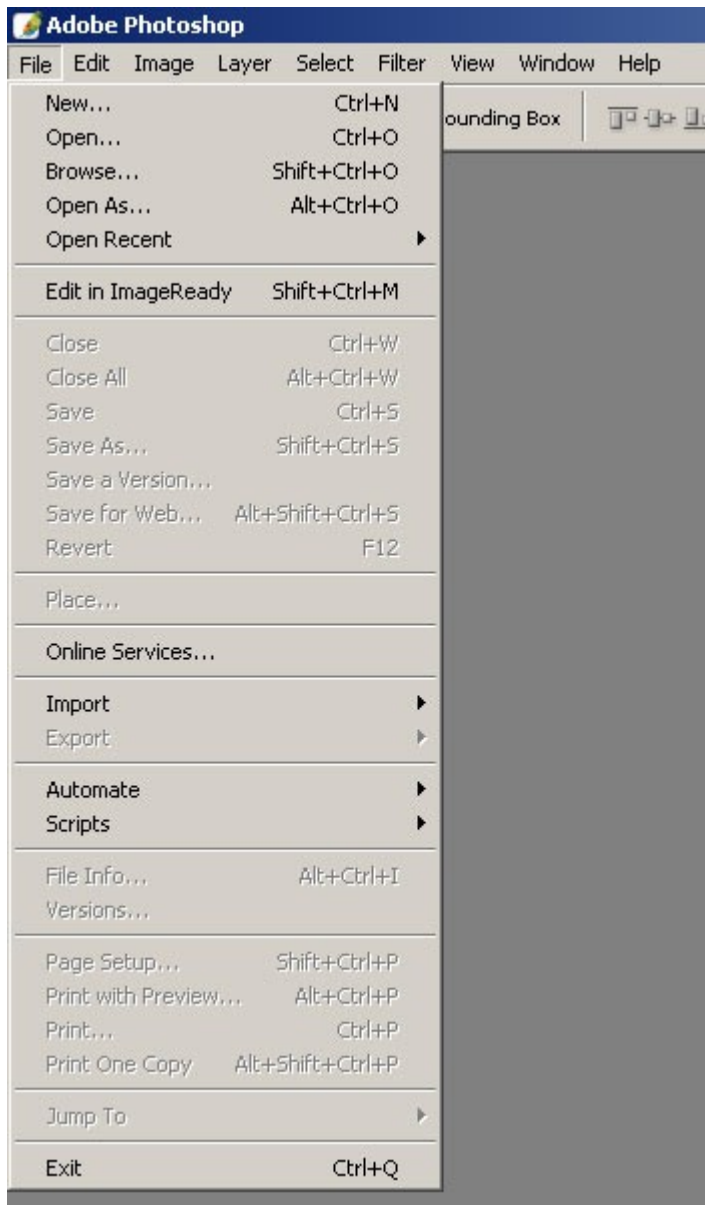 Adobe Photoshop
File Edit Image Layer Select Filter View Window Help
ounding Box
New... Ctrl+N
Open... Ctrl+O
Browse... Shift+Ctrl+O
Open As... Alt+Ctrl+O
Open Recent
Edit in ImageReady Shift+Ctrl+M
Close Ctrl+W
Close All Alt+Ctrl+W
Save Ctrl+S
Save As... Shift+Ctrl+S
Save a Version...
Save for Web... Alt+Shift+Ctrl+S
Revert F12
Place...
Online Services...
Import
Export
Automate
Scripts
File Info... Alt+Ctrl+I
Versions...
Page Setup... Shift+Ctrl+P
Print with Preview... Alt+Ctrl+P
Print... Ctrl+P
Print One Copy Alt+Shift+Ctrl+P
Jump To
Exit Ctrl+Q